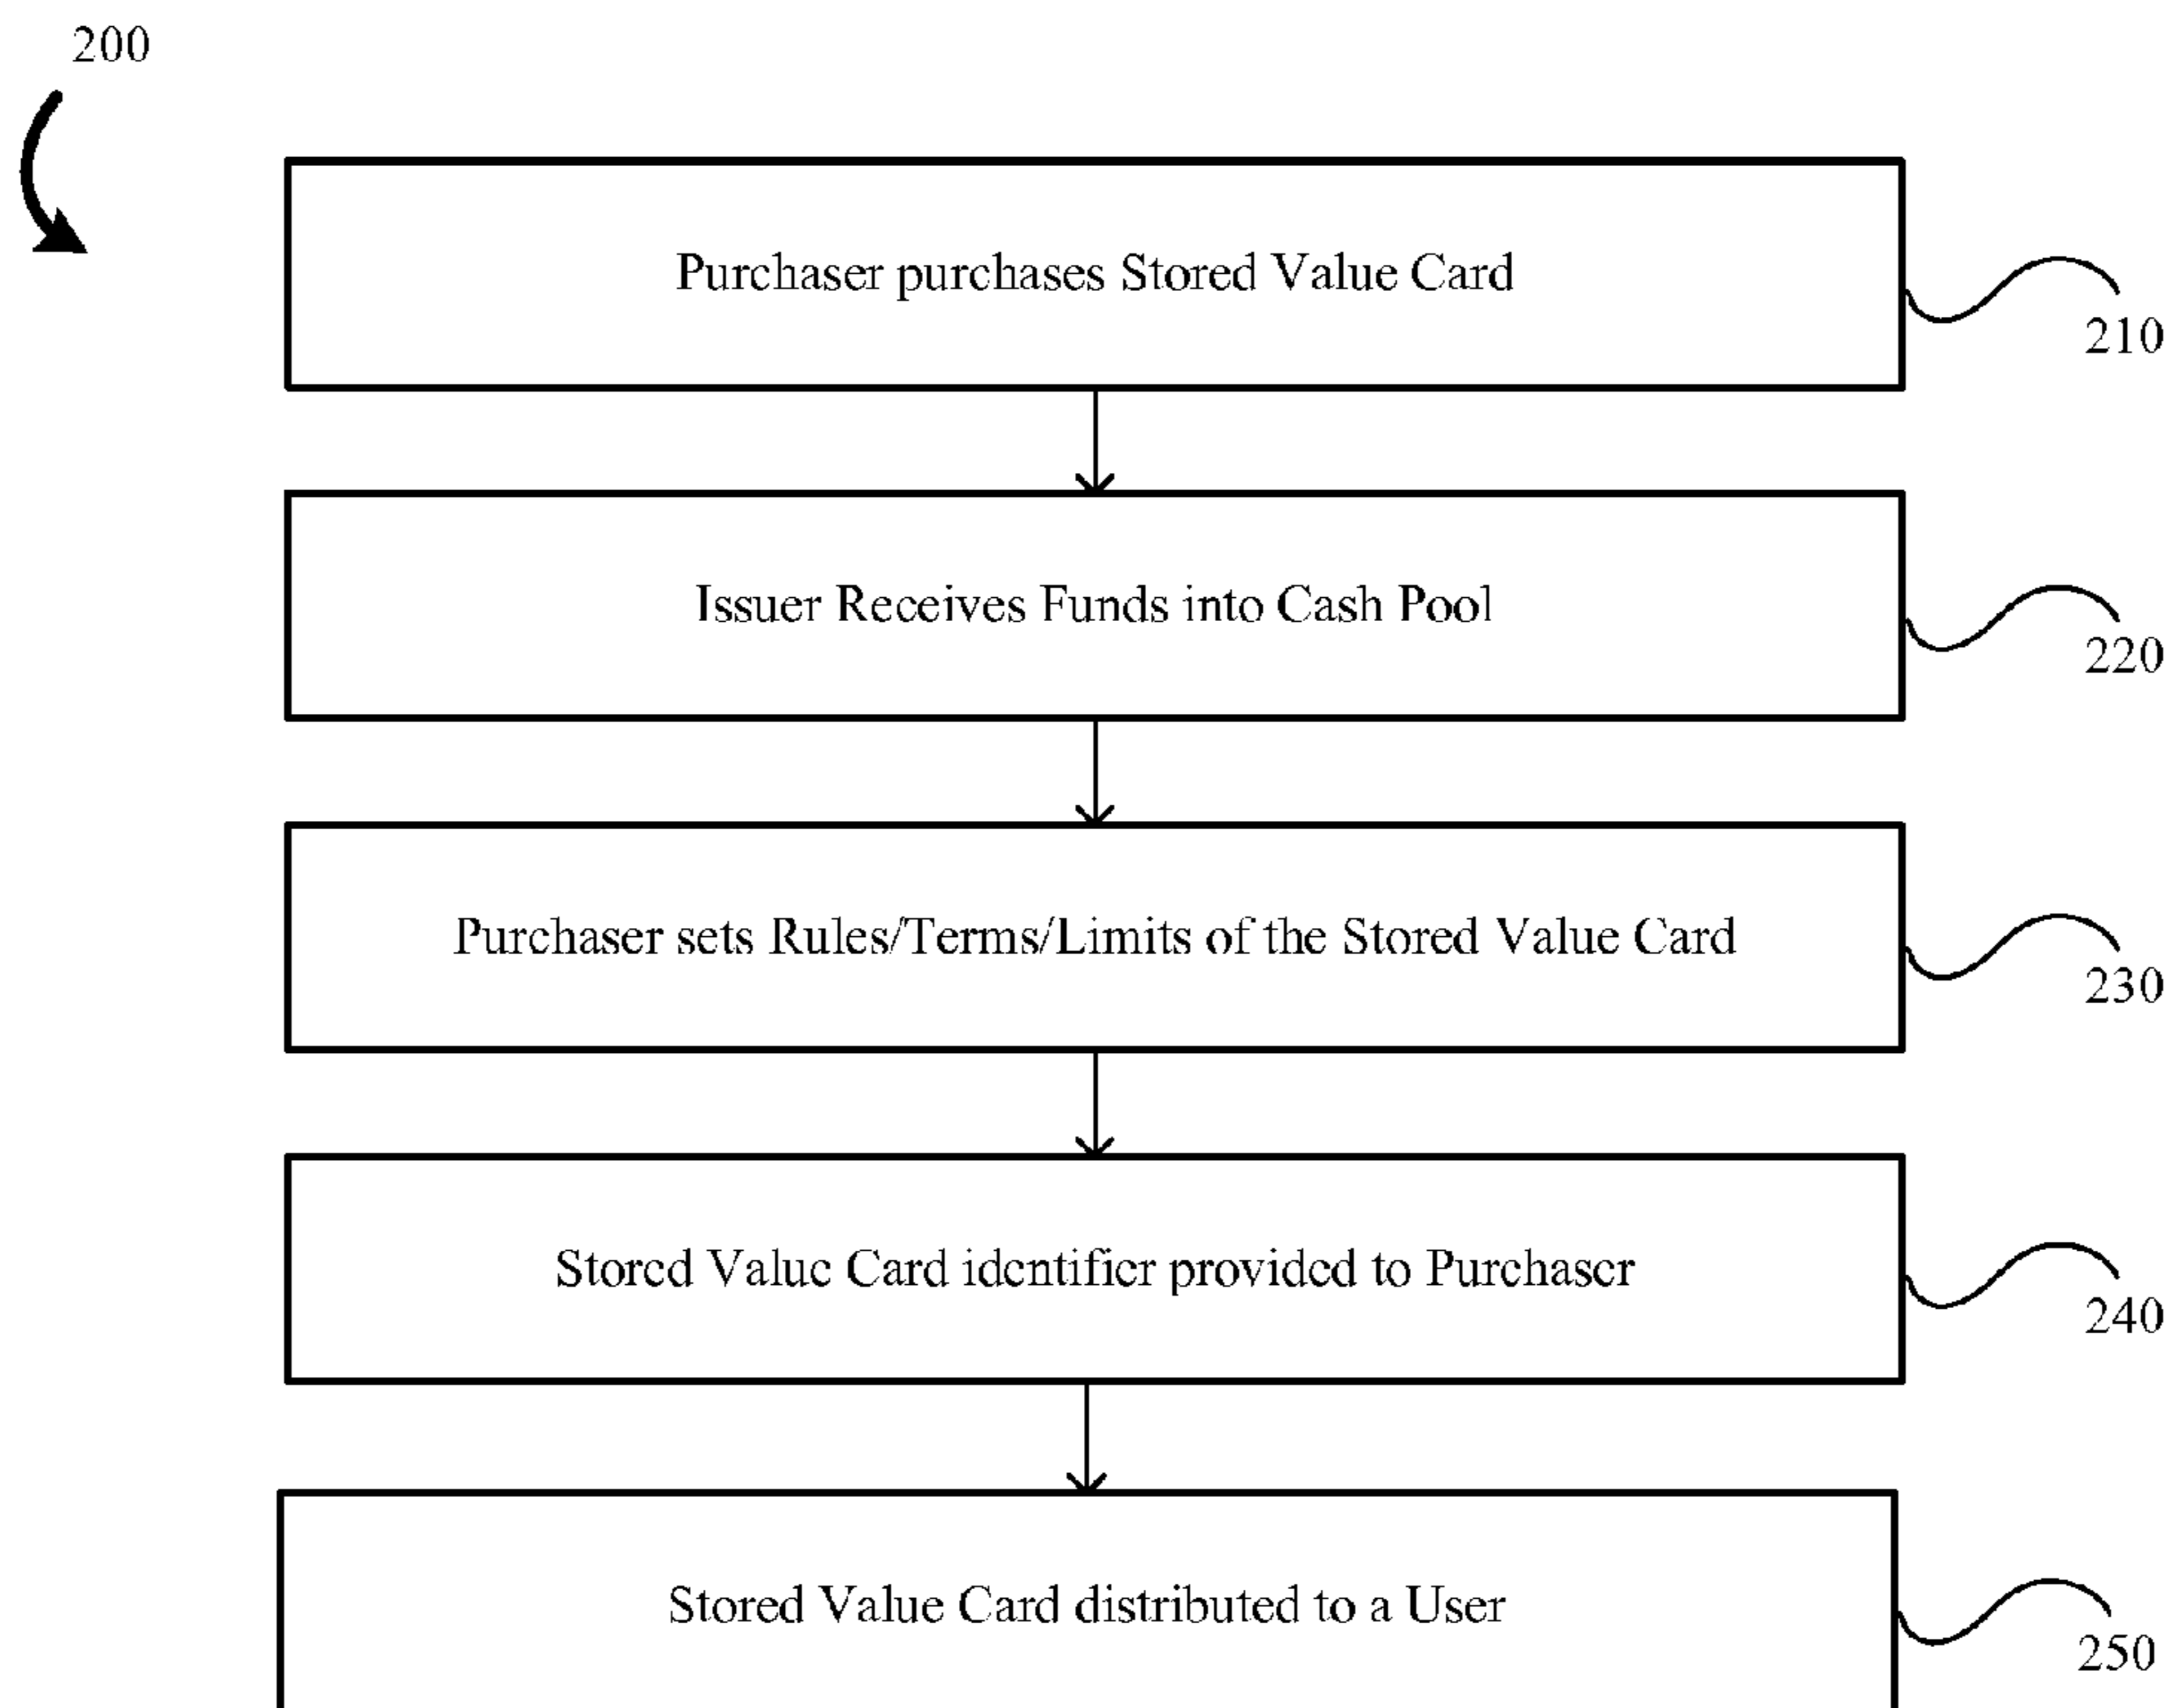 200
Purchaser purchases Stored Value Card
210
Issuer Receives Funds into Cash Pool
220
Purchaser sets Rules/Terms/Limits of the Stored Value Card
230
Stored Value Card identifier provided to Purchaser
240
Stored Value Card distributed to a User
250